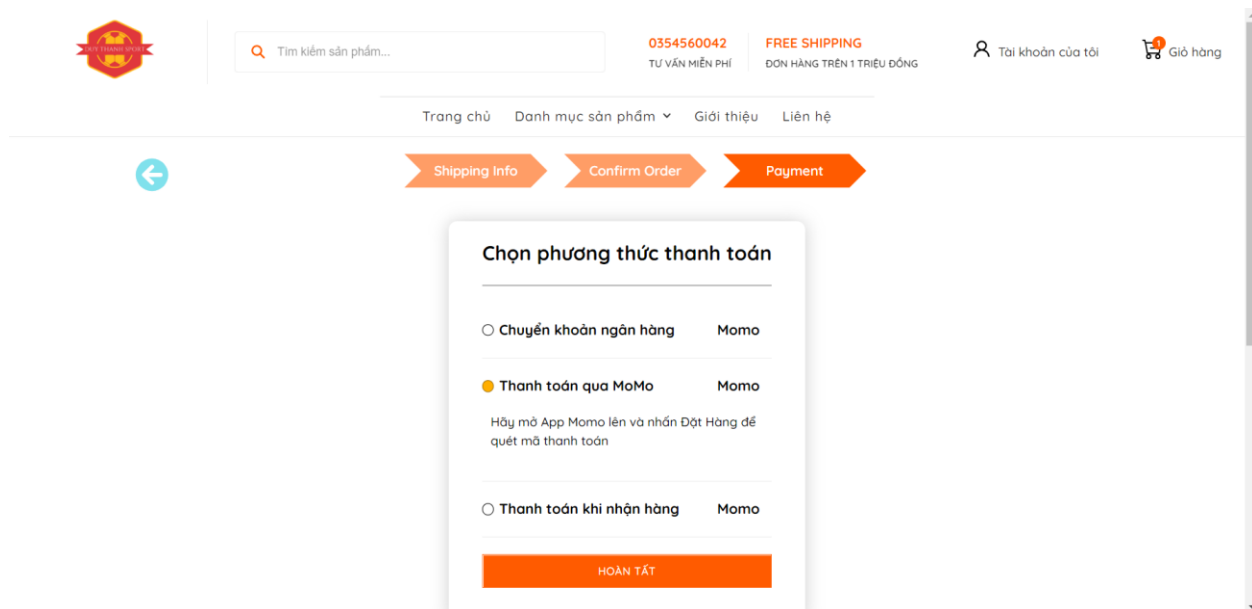 DUY THANH SPORT
Tìm kiếm sản phẩm...
0354560042
TƯ VẤN MIỄN PHÍ
FREE SHIPPING
ĐƠN HÀNG TRÊN 1 TRIỆU ĐỒNG
Tài khoản của tôi
1
Giỏ hàng
Trang chủ Danh mục sản phẩm Giới thiệu Liên hệ
Shipping Info Confirm Order Payment
Chọn phương thức thanh toán
Chuyển khoản ngân hàng Momo
Thanh toán qua MoMo Momo
Hãy mở App Momo lên và nhấn Đặt Hàng để
quét mã thanh toán
Thanh toán khi nhận hàng Momo
HOÀN TẤT